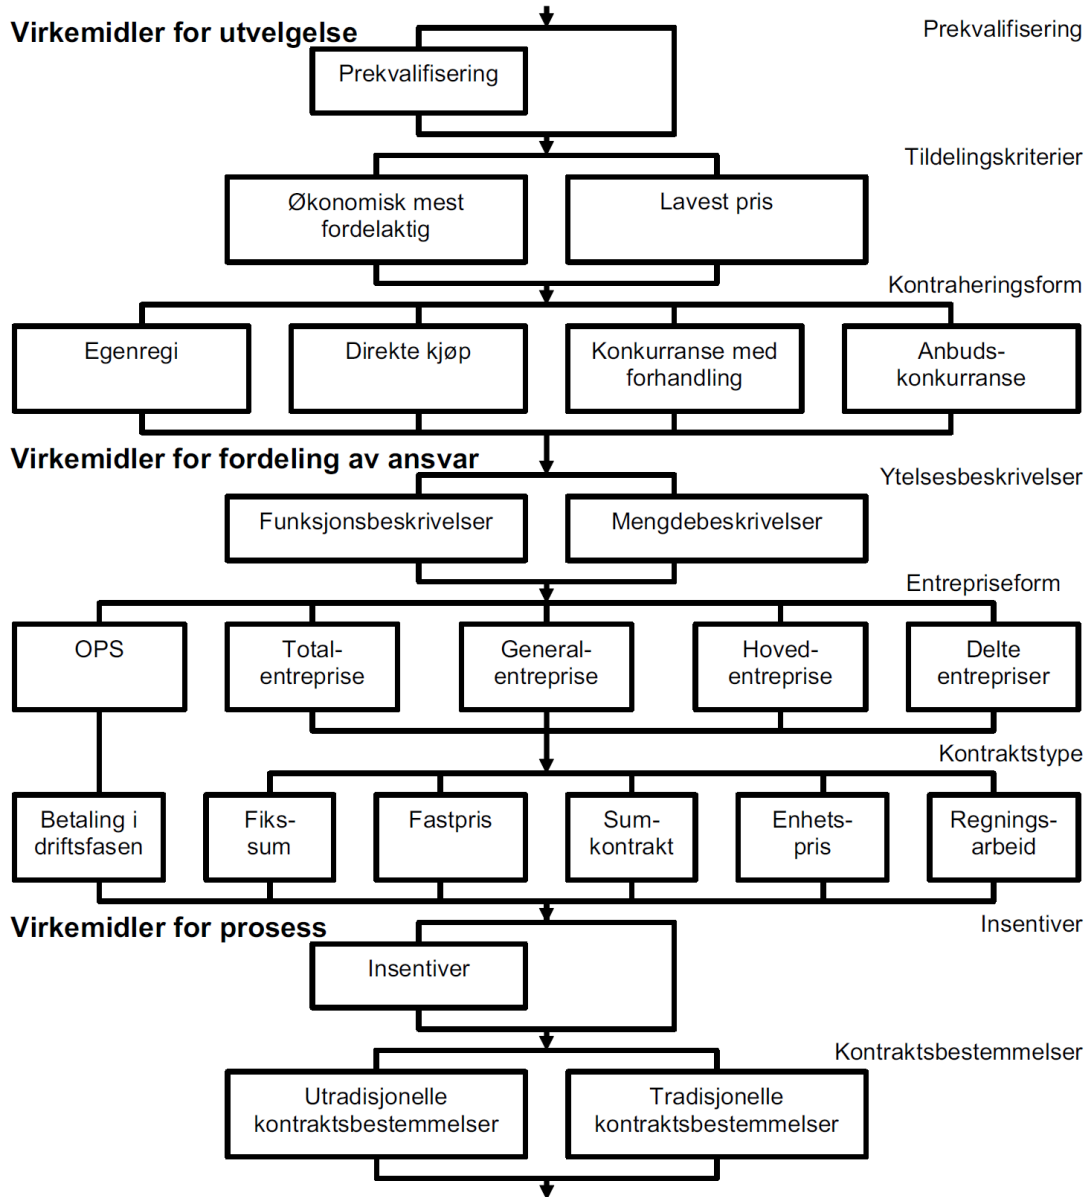 Virkemidler for utvelgelse
Prekvalifisering
Prekvalifisering
Tildelingskriterier
Økonomisk mest
fordelaktig
Lavest pris
Kontraheringsform
Egenregi
Direkte kjøp
Konkurranse med
forhandling
Anbuds-
konkurranse
Virkemidler for fordeling av ansvar
Ytelsesbeskrivelser
Funksjonsbeskrivelser
Mengdebeskrivelser
Entrepriseform
OPS
Total-
entreprise
General-
entreprise
Hoved-
entreprise
Delte
entrepriser
Kontraktstype
Betaling i
driftsfasen
Fiks-
sum
Fastpris
Sum-
kontrakt
Enhets-
pris
Regnings-
arbeid
Virkemidler for prosess
Insentiver
Insentiver
Kontraktsbestemmelser
Utradisjonelle
kontraktsbestemmelser
Tradisjonelle
kontraktsbestemmelser